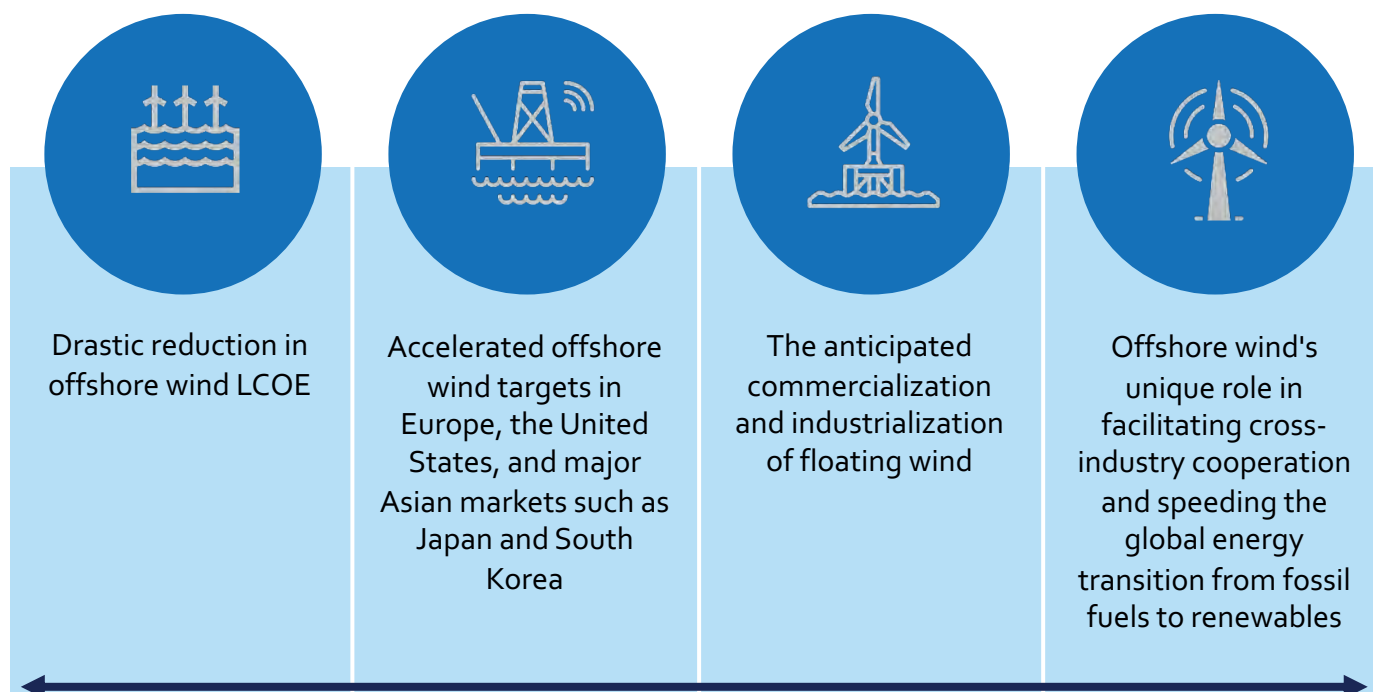 Drastic reduction in
offshore wind LCOE
Accelerated offshore
wind targets in
Europe, the United
States, and major
Asian markets such as
Japan and South
Korea
The anticipated
commercialization
and industrialization
of floating wind
Offshore wind's
unique role in
facilitating cross-
industry cooperation
and speeding the
global energy
transition from fossil
fuels to renewables